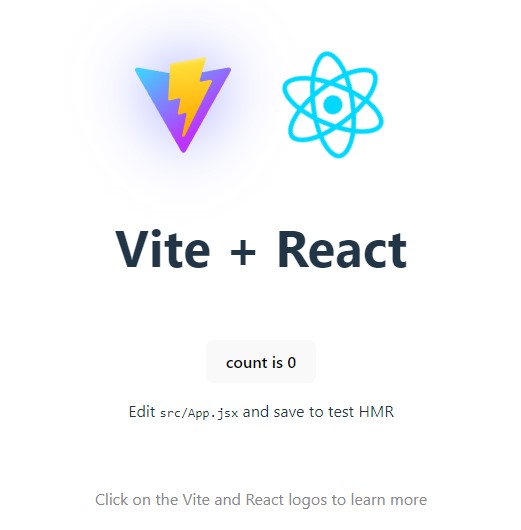 Vite + React
count is 0
Edit src/App.jsx and save to test HMR
Click on the Vite and React logos to learn more